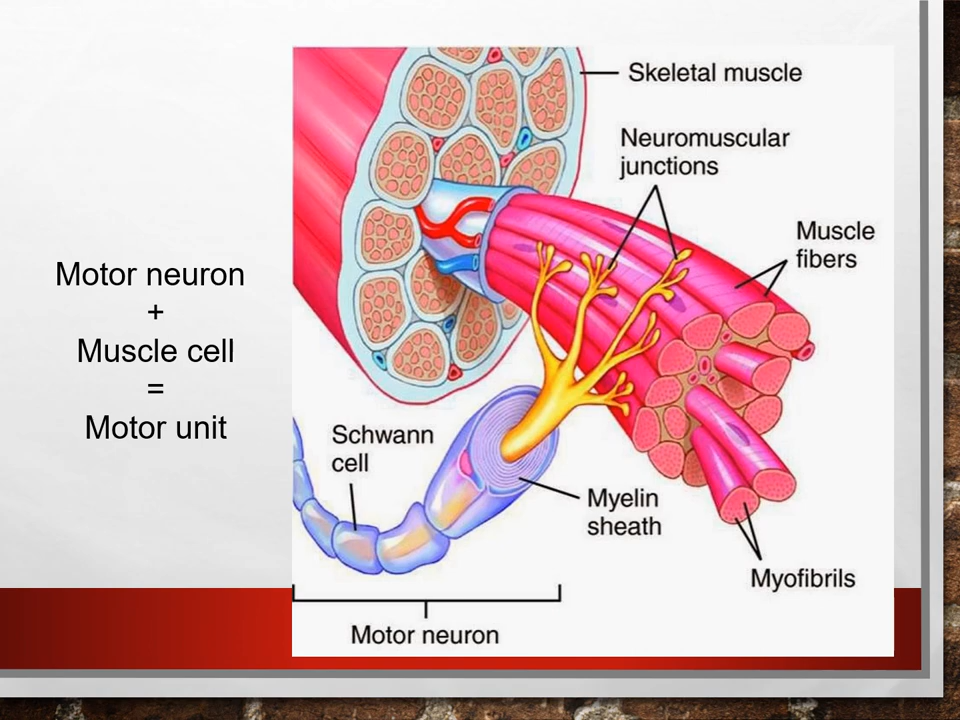 Motor neuron
+
Muscle cell
=
Motor unit
Skeletal muscle
Neuromuscular
junctions
Muscle
fibers
Schwann
cell
Myelin
sheath
Myofibrils
Motor neuron